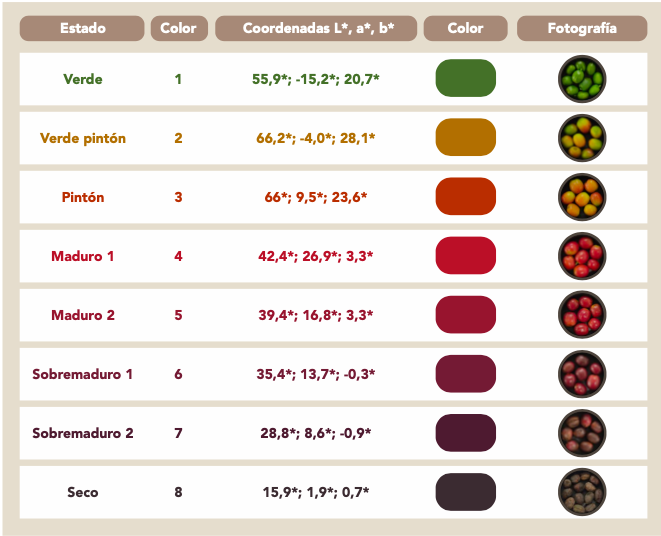 Estado Color Coordenadas L*, a*, b* Color Fotografía
Verde 1 55,9*; -15,2*; 20,7*
Verde pintón 2 66,2*; -4,0*; 28,1*
Pintón 3 66*; 9,5*; 23,6*
Maduro 1 4 42,4*; 26,9*; 3,3*
Maduro 2 5 39,4*; 16,8*; 3,3*
Sobremaduro 1 6 35,4*; 13,7*; -0,3*
Sobremaduro 2 7 28,8*; 8,6*; -0,9*
Seco 8 15,9*; 1,9*; 0,7*